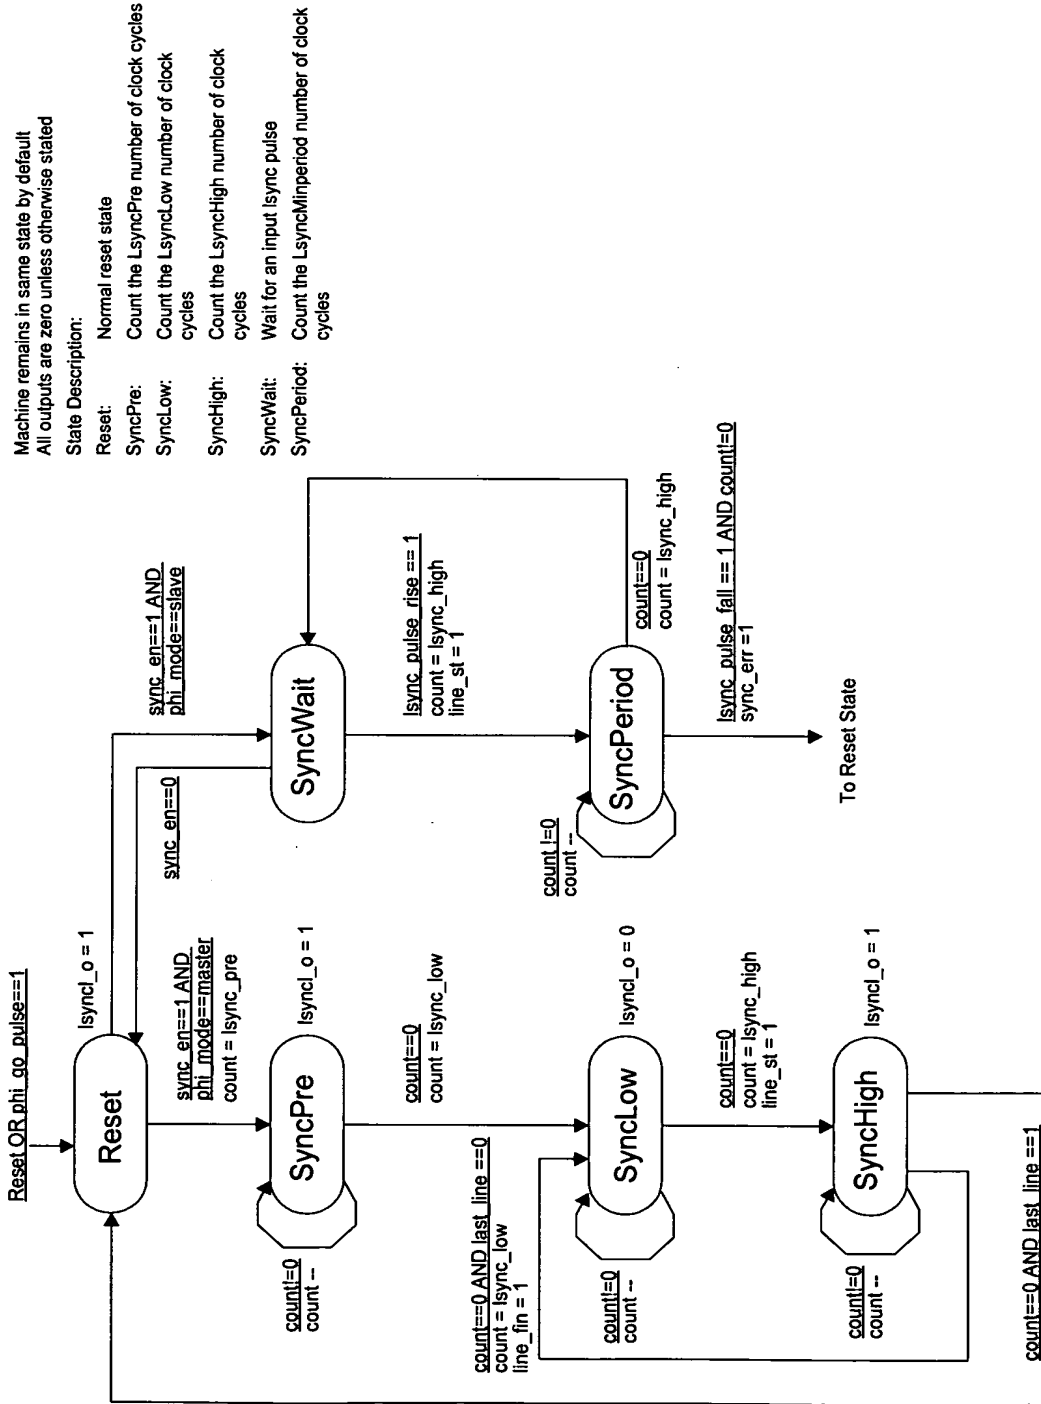 Machine remains in same state by default
All outputs are zero unless otherwise stated
State Description:
Reset: Normal reset state
SyncPre: Count the LsyncPre number of clock cycles
SyncLow: Count the LsyncLow number of clock
cycles
SyncHigh: Count the LsyncHigh number of clock
cycles
SyncWait: Wait for an input lsync pulse
SyncPeriod: Count the LsyncMinperiod number of clock
cycles
Reset OR phi_go_pulse==1
Reset
lsyncl_o = 1
sync_en==0
sync_en==1 AND
phi_mode==slave
sync_en==1 AND
phi_mode==master
count = lsync_pre
SyncPre
lsyncl_o = 1
count!=0
count --
count==0
count = lsync_low
SyncWait
lsync_pulse_rise == 1
count = lsync_high
line_st = 1
count==0 AND last_line ==0
count = lsync_low
line_fin = 1
SyncLow
lsyncl_o = 0
count!=0
count --
count==0
count = lsync_high
line_st = 1
count !=0
count --
SyncPeriod
count==0
count = lsync_high
lsync_pulse_fall == 1 AND count!=0
sync_err =1
To Reset State
SyncHigh
lsyncl_o = 1
count!=0
count --
count==0 AND last_line ==1